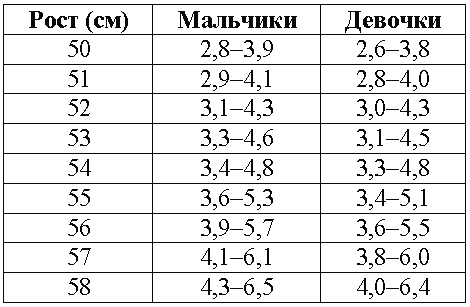 Рост (см) Мальчики Девочки
50 2,8–3,9 2,6–3,8
51 2,9–4,1 2,8–4,0
52 3,1–4,3 3,0–4,3
53 3,3–4,6 3,1–4,5
54 3,4–4,8 3,3–4,8
55 3,6–5,3 3,4–5,1
56 3,9–5,7 3,6–5,5
57 4,1–6,1 3,8–6,0
58 4,3–6,5 4,0–6,4